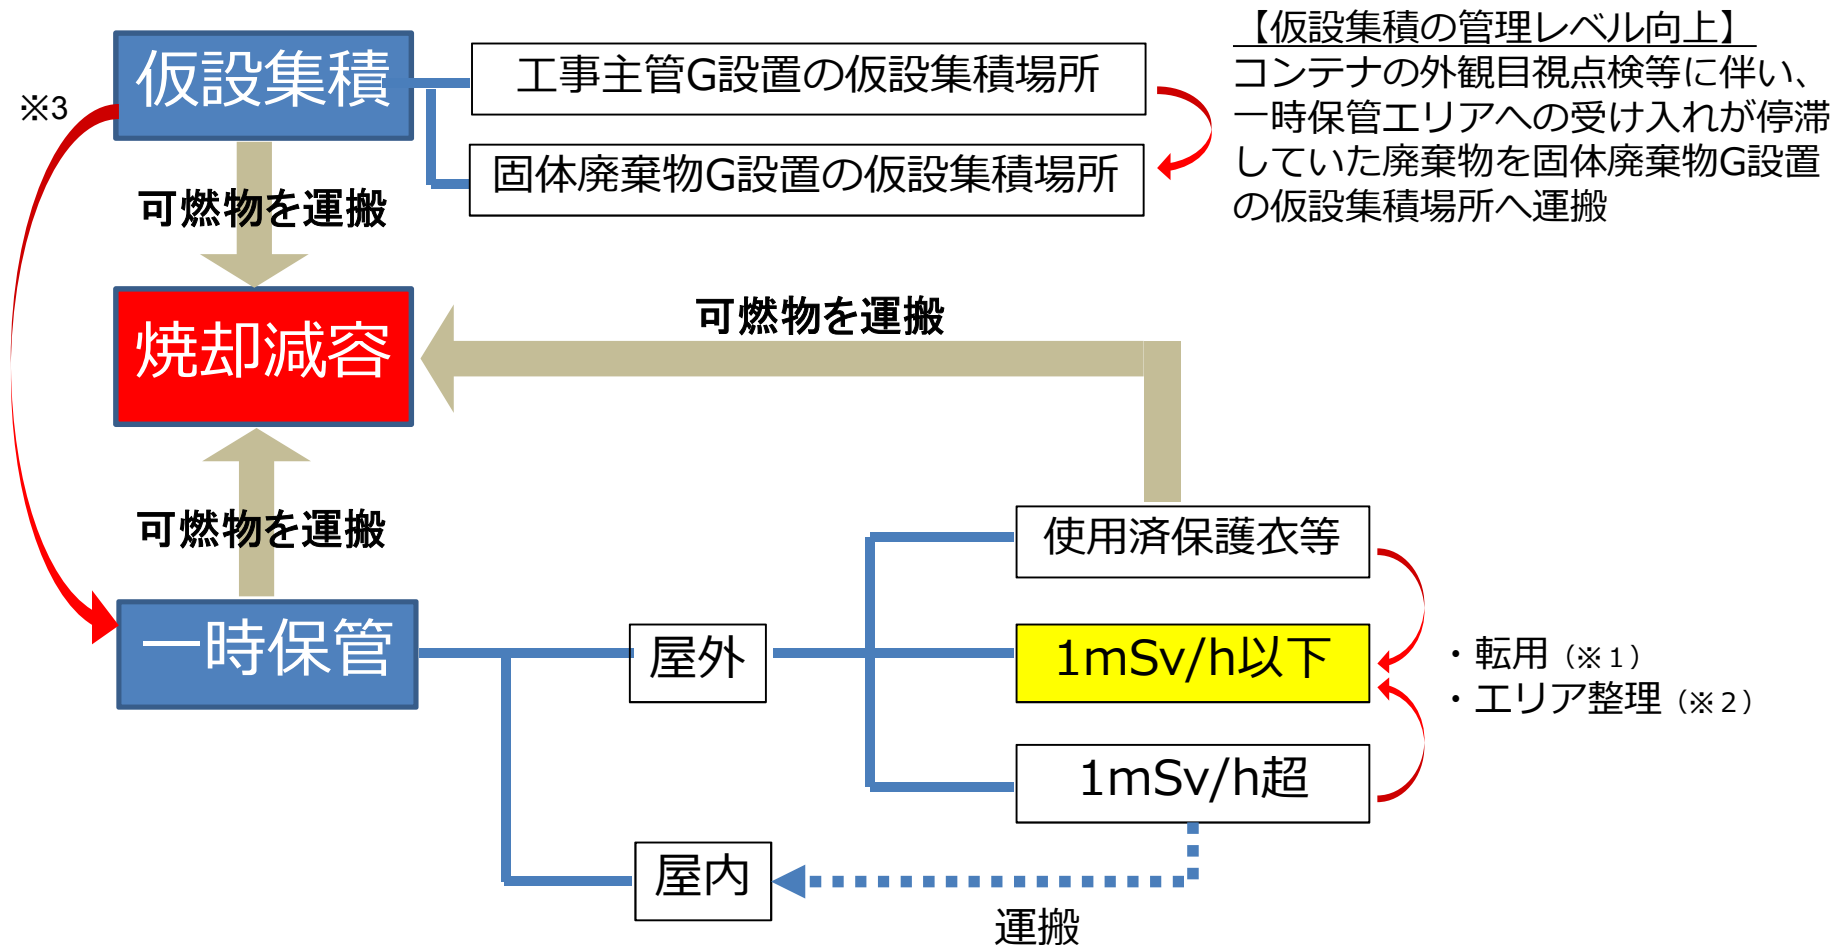 仮設集積
工事主管G設置の仮設集積場所
固体廃棄物G設置の仮設集積場所
【仮設集積の管理レベル向上】
コンテナの外観目視点検等に伴い、
一時保管エリアへの受け入れが停滞
していた廃棄物を固体廃棄物G設置
の仮設集積場所へ運搬
※3
可燃物を運搬
焼却減容
可燃物を運搬
可燃物を運搬
一時保管
屋外
使用済保護衣等
1mSv/h以下
1mSv/h超
・転用（※１）
・エリア整理（※２）
屋内
運搬